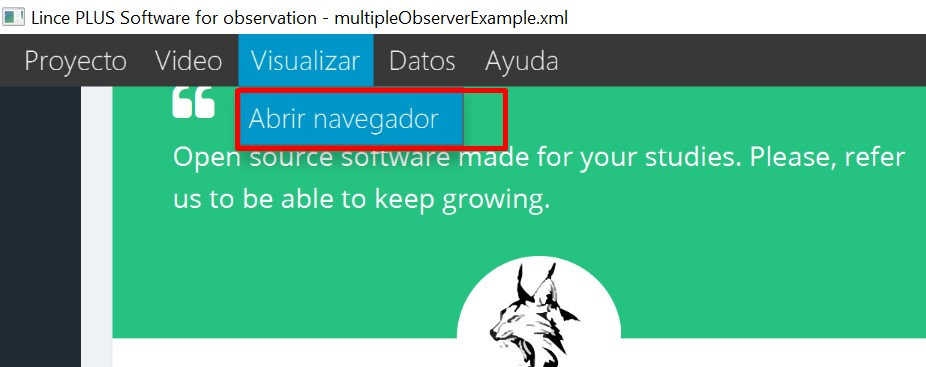 Lince PLUS Software for observation - multipleObserverExample.xml
Proyecto Video Visualizar Datos Ayuda
Abrir navegador
Open source software made for your studies. Please, refer
us to be able to keep growing.